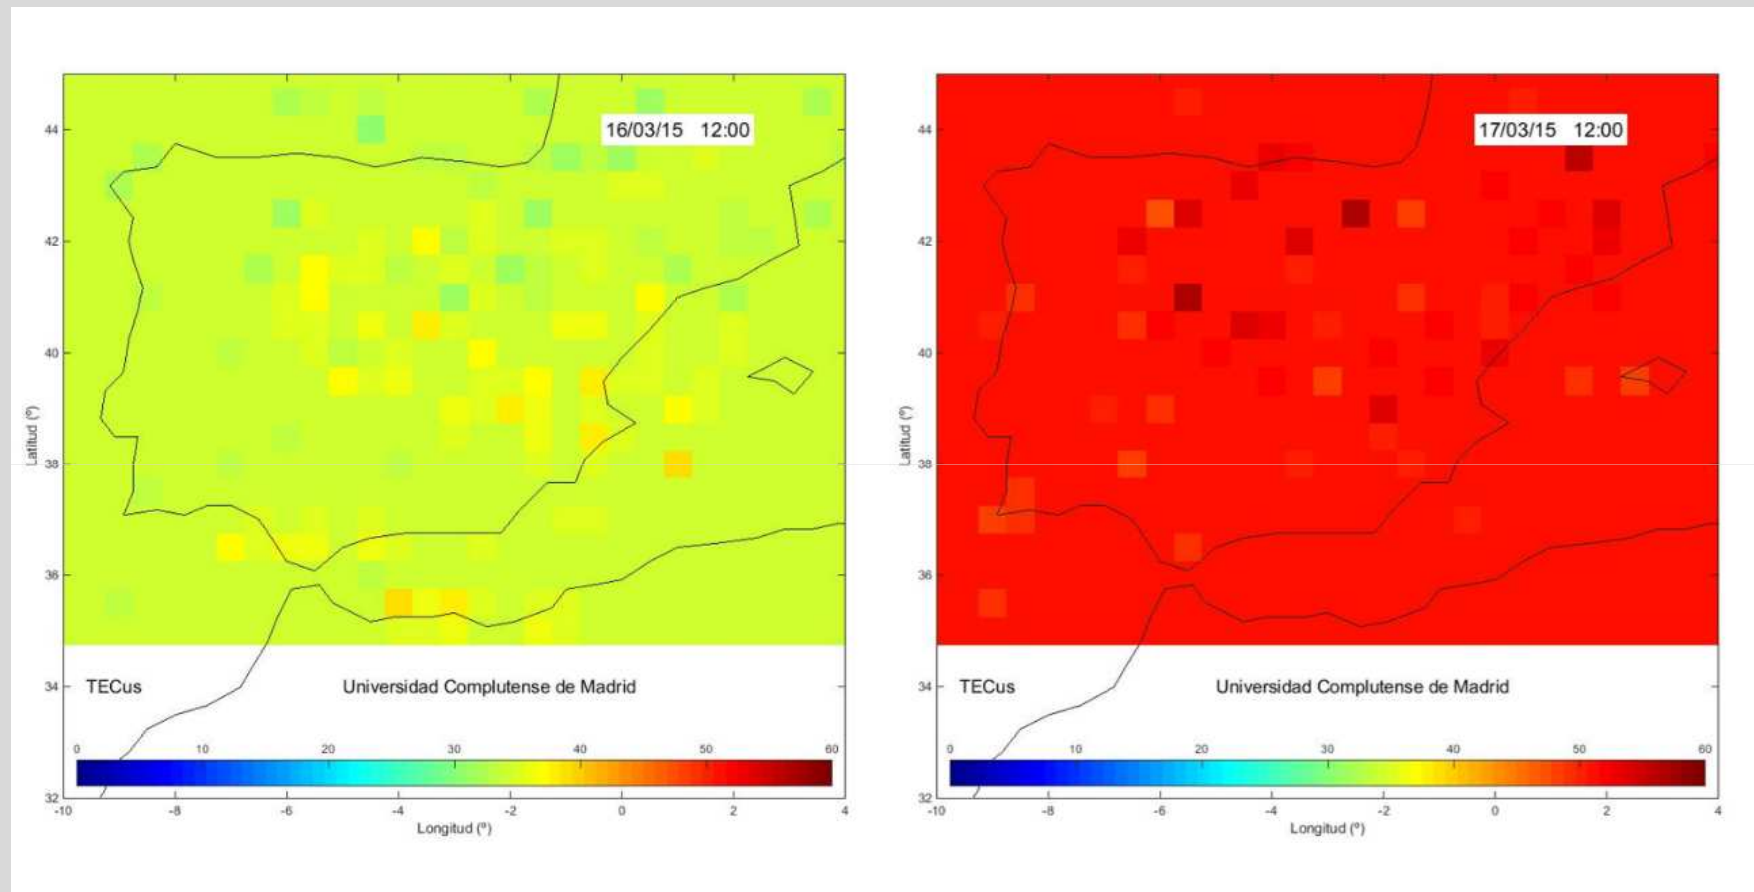 16/03/15 12:00
44
42
40
38
36
34
32
Latitud (º)
TECus
Universidad Complutense de Madrid
0 10 20 30 40 50 60
-10 -8 -6 -4 -2 0 2 4
Longitud (º)
17/03/15 12:00
44
42
40
38
36
34
32
Latitud (º)
TECus
Universidad Complutense de Madrid
0 10 20 30 40 50 60
-10 -8 -6 -4 -2 0 2 4
Longitud (º)